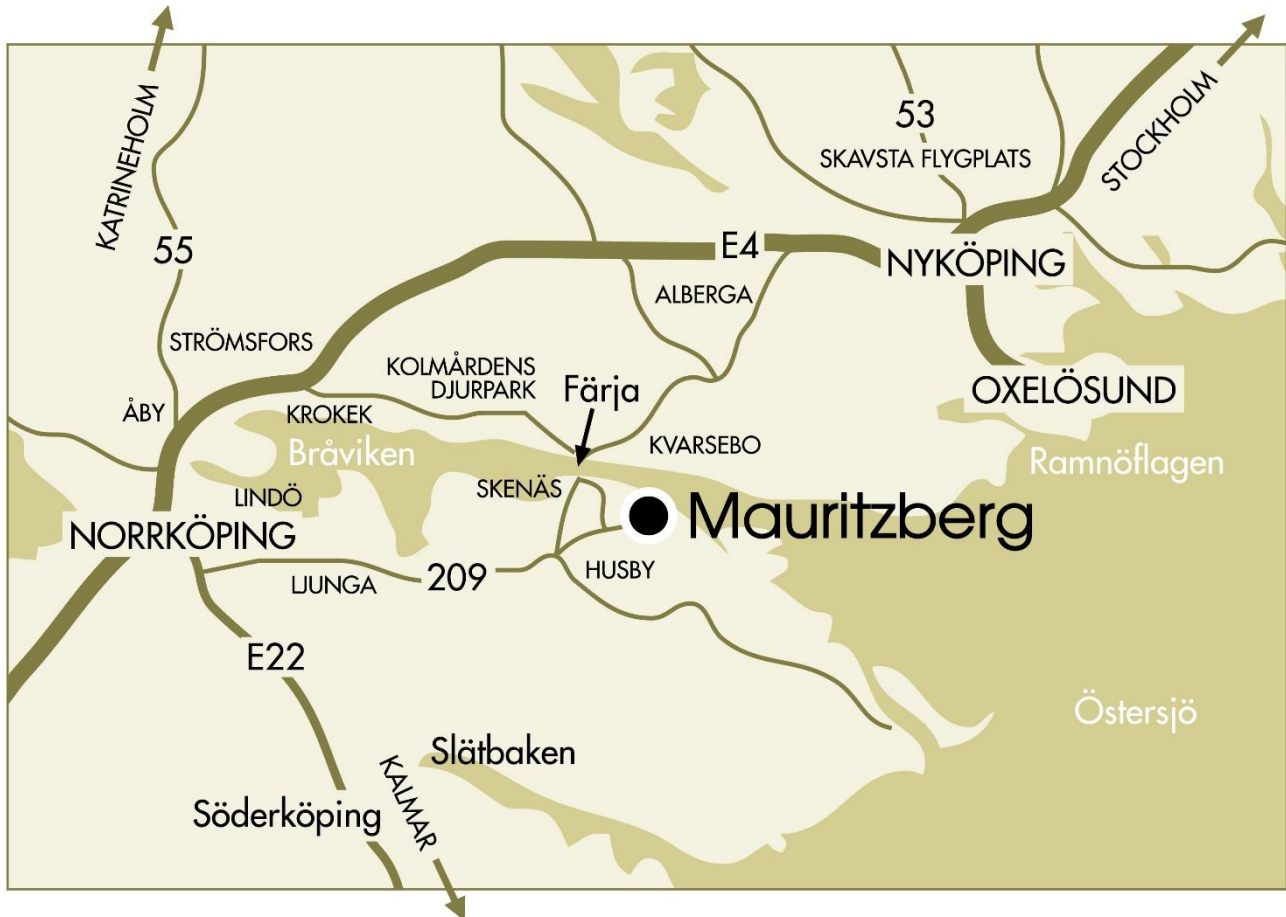 KATRINEHOLM
STOCKHOLM
53
SKAVSTA FLYGPLATS
55
E4
NYKÖPING
ALBERGA
STRÖMSFORS
KOLMÅRDENS
DJURPARK
Färja
OXELÖSUND
ÅBY
KROKEK
KVARSEBO
Bråviken
Ramnöflagen
SKENÄS
LINDÖ
Mauritzberg
NORRKÖPING
LJUNGA
209
HUSBY
E22
Östersjö
Slätbaken
KALMAR
Söderköping